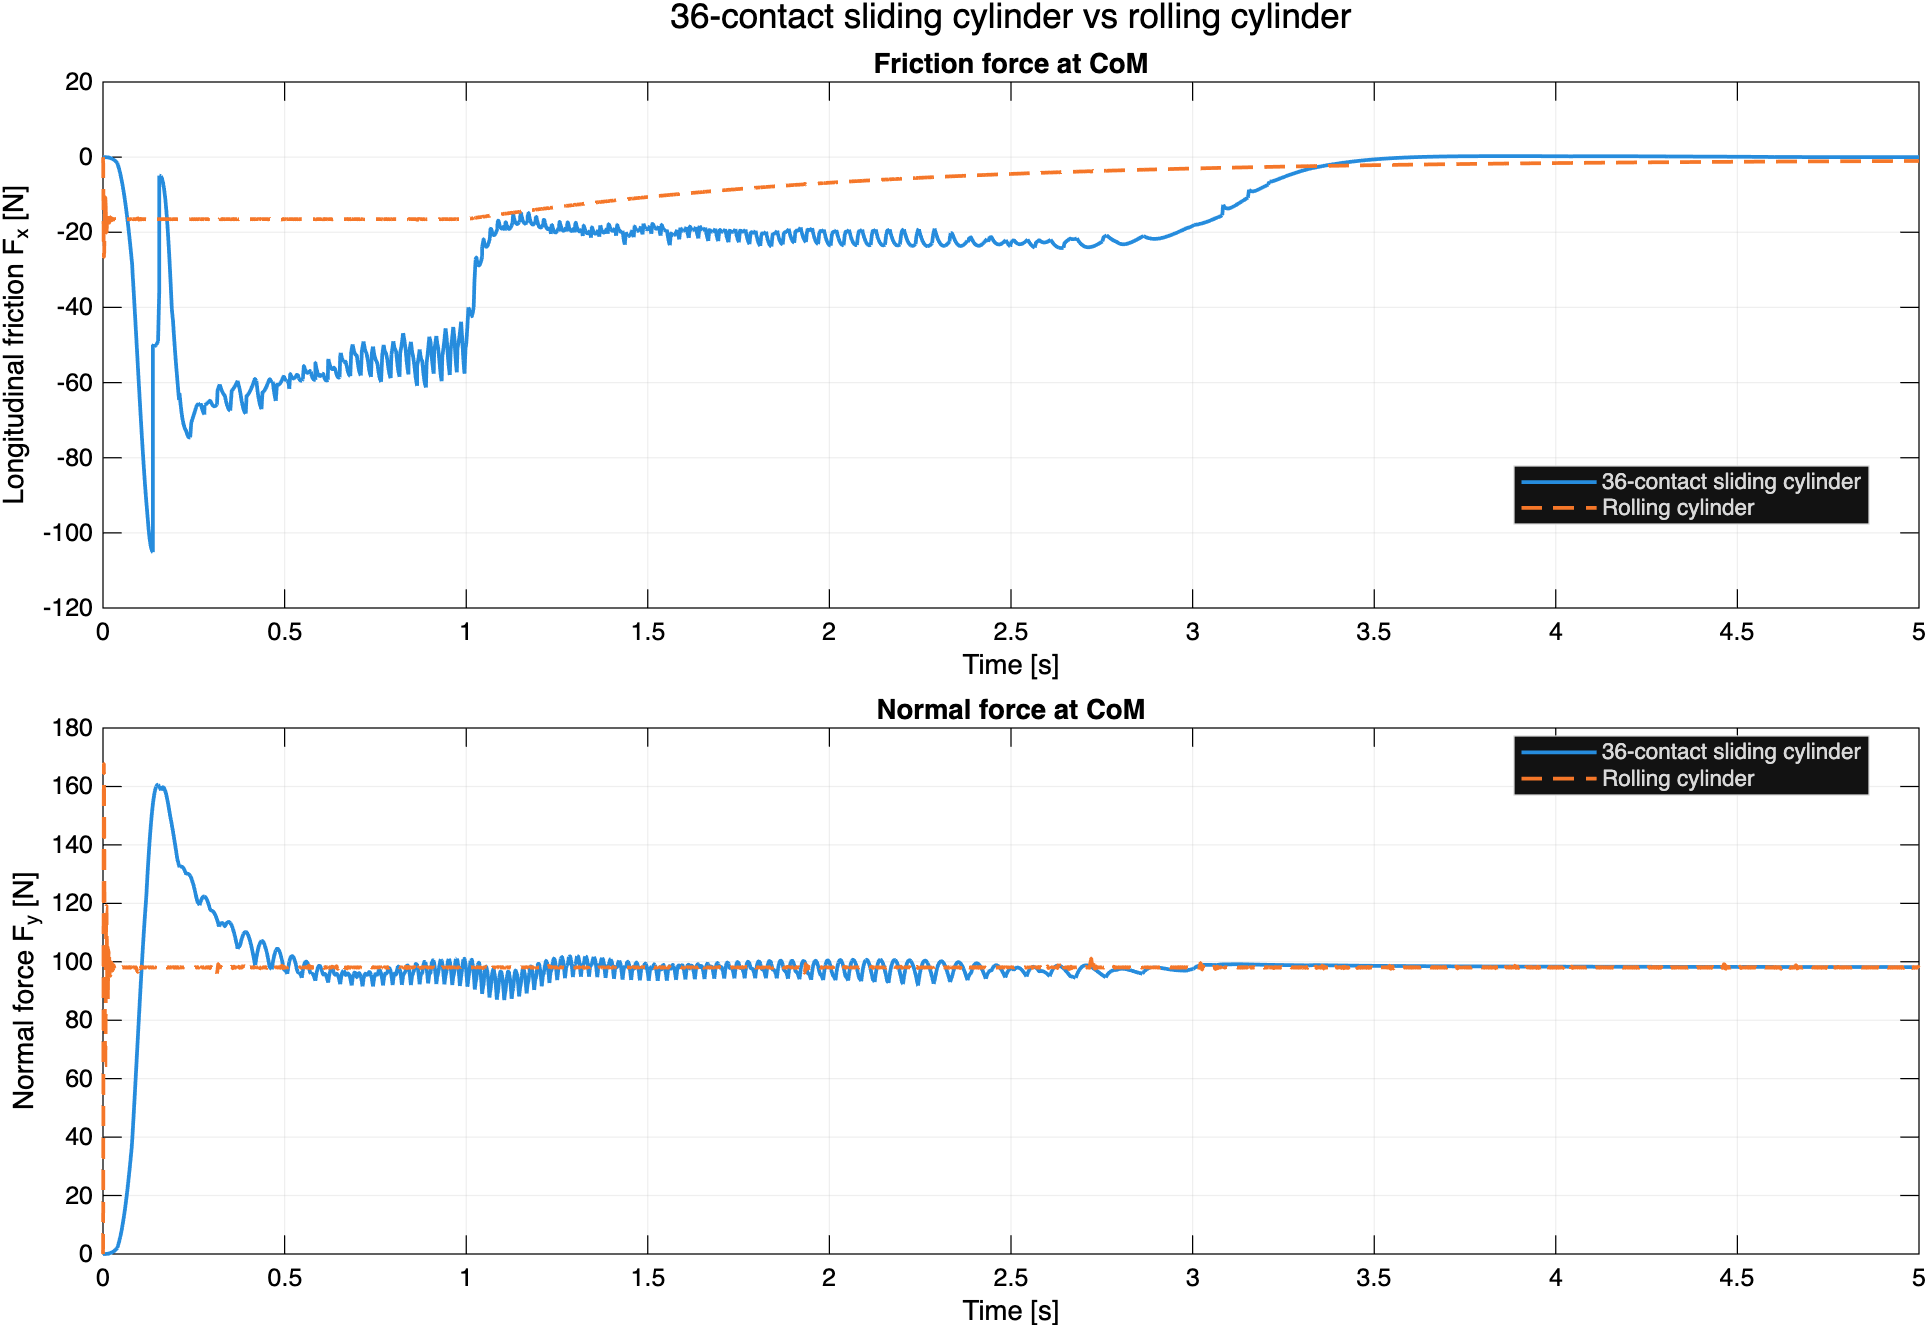 36-contact sliding cylinder vs rolling cylinder
Friction force at CoM
Longitudinal friction Fx [N]
20
0
-20
-40
-60
-80
-100
-120
36-contact sliding cylinder
Rolling cylinder
0 0.5 1 1.5 2 2.5 3 3.5 4 4.5 5
Time [s]
Normal force at CoM
Normal force Fy [N]
180
160
140
120
100
80
60
40
20
0
36-contact sliding cylinder
Rolling cylinder
0 0.5 1 1.5 2 2.5 3 3.5 4 4.5 5
Time [s]